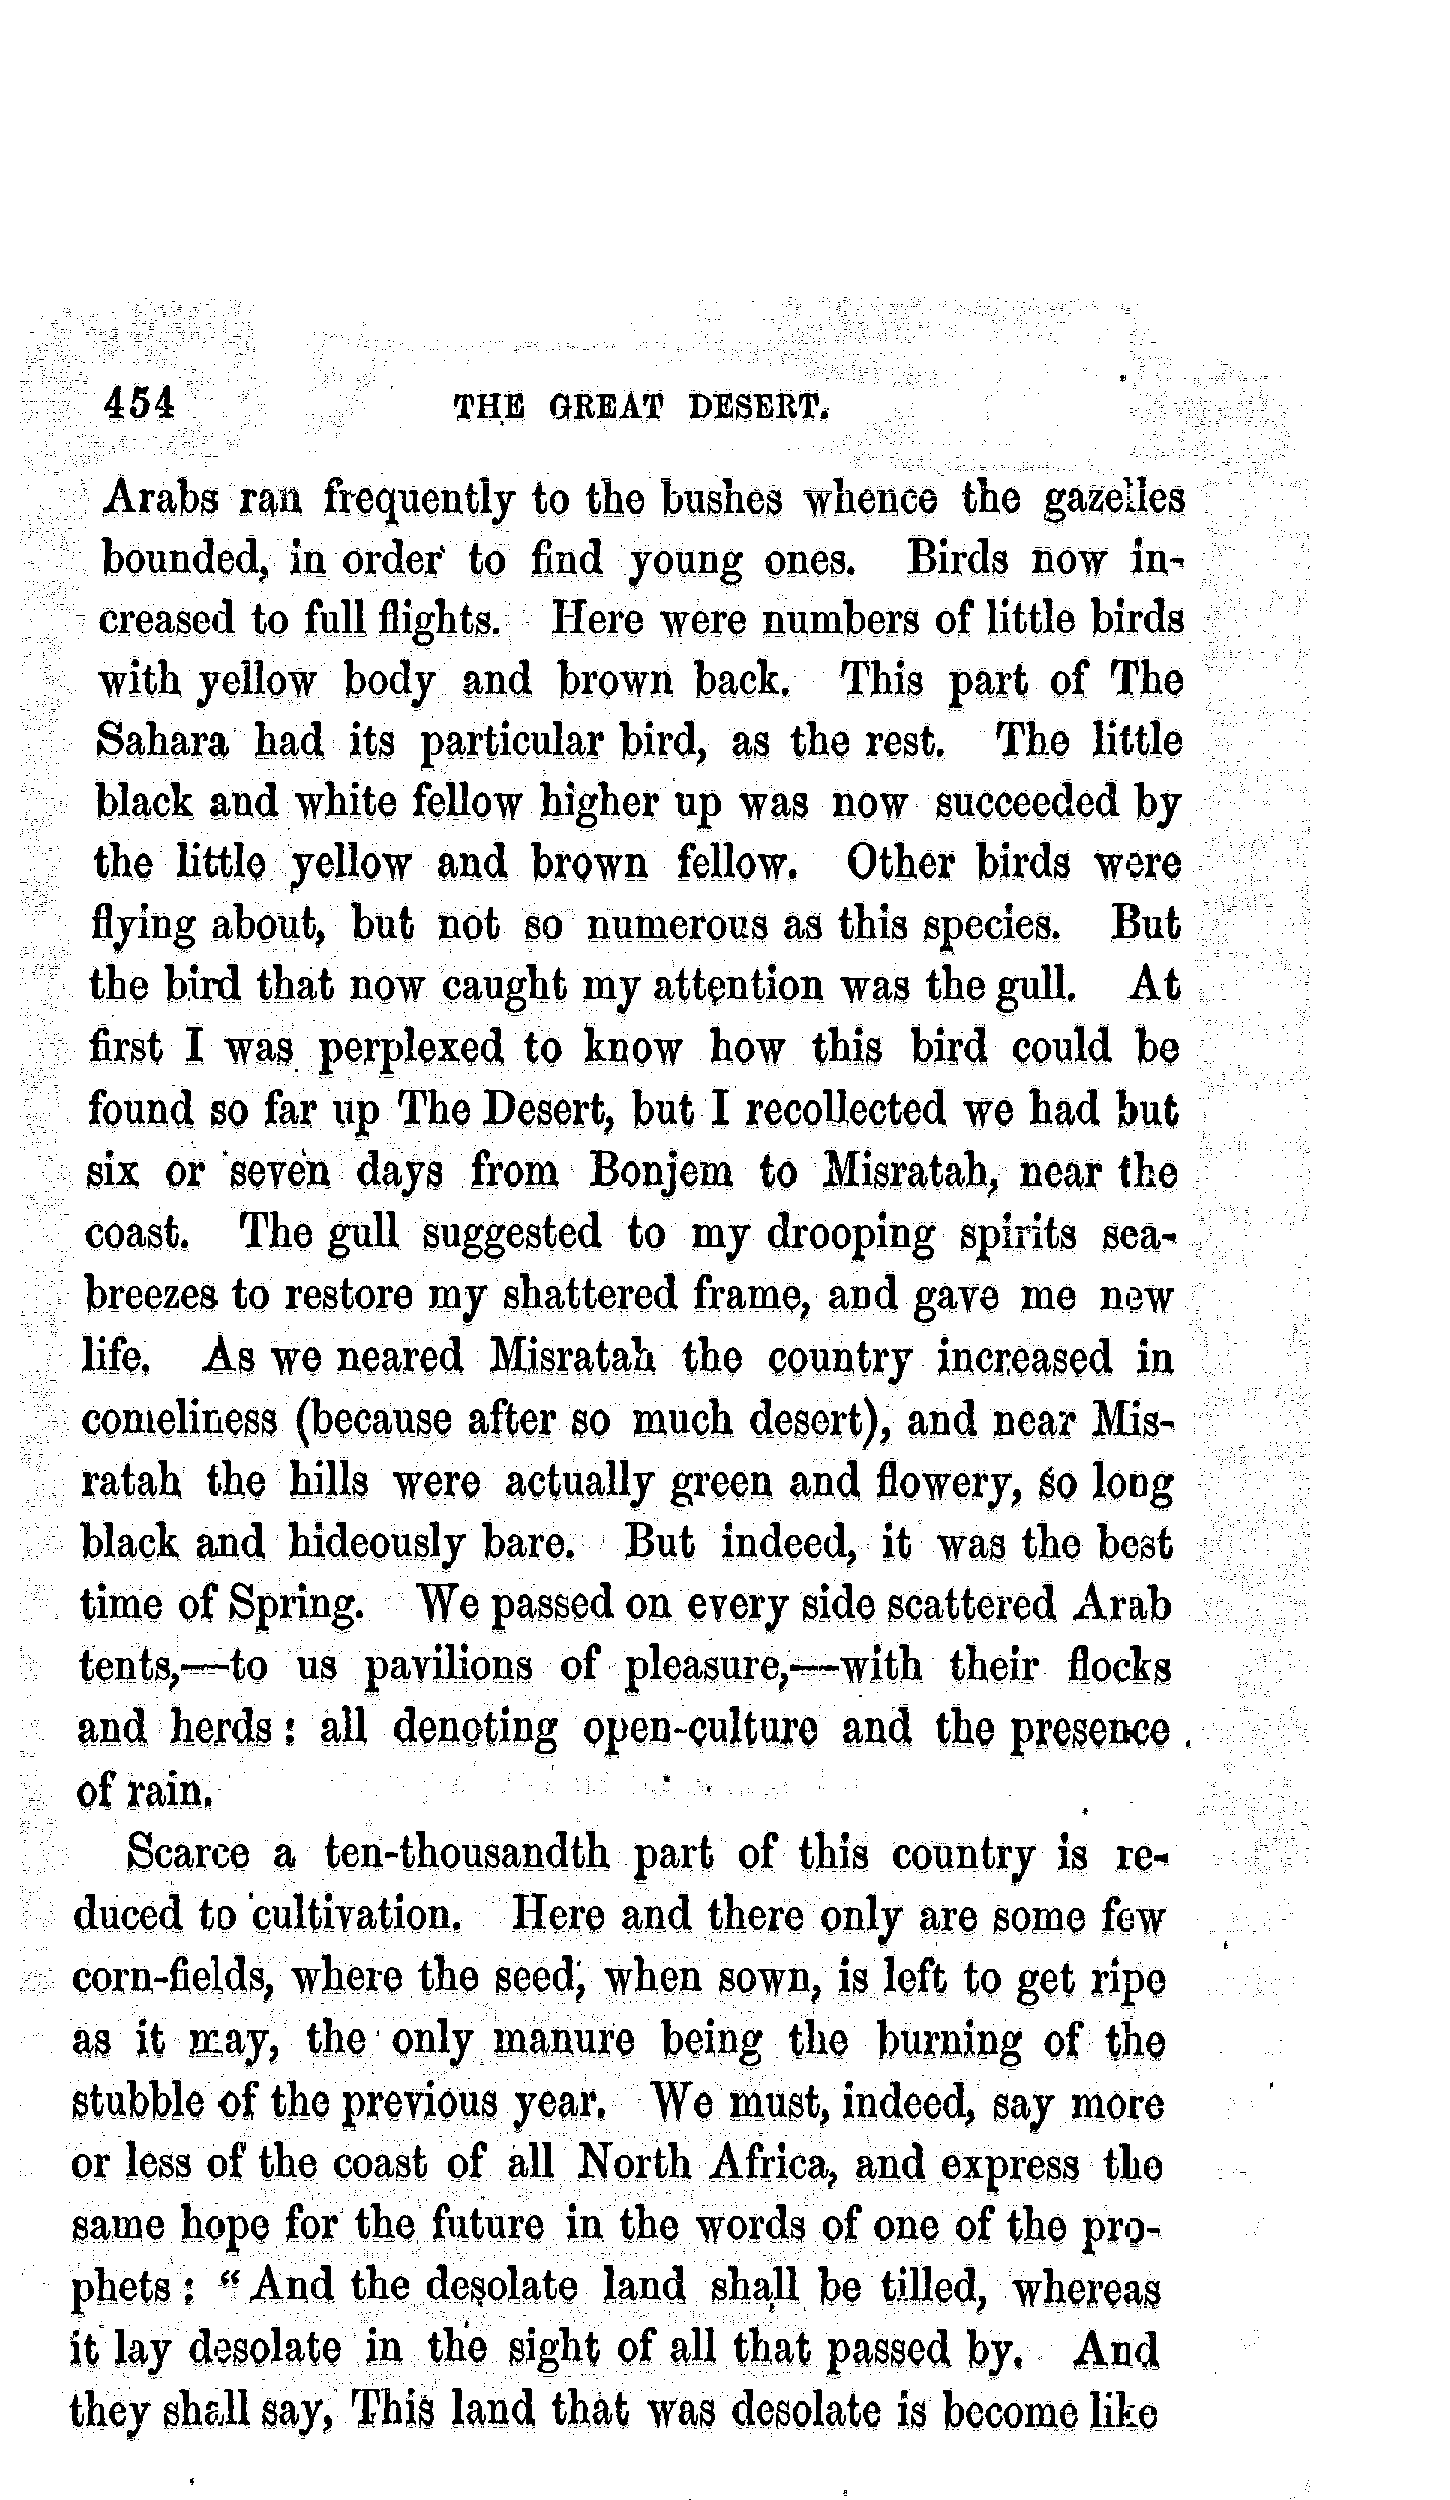 454 THE GREAT DESERT.
Arabs ran frequently to the bushes whence the gazelles
bounded, in order to find young ones. Birds now in-
creased to full flights. Here were numbers of little birds
with yellow body and brown back. This part of The
Sahara had its particular bird, as the rest. The little
black and white fellow higher up was now succeeded by
the little yellow and brown fellow. Other birds were
flying about, but not so numerous as this species. But
the bird that now caught my attention was the gull. At
first I was perplexed to know how this bird could be
found so far up The Desert, but I recollected we had but
six or seven days from Bonjem to Misratah, near the
coast. The gull suggested to my drooping spirits sea-
breezes to restore my shattered frame, and gave me new
life. As we neared Misratah the country increased in
comeliness (because after so much desert), and near Mis-
ratah the hills were actually green and flowery, so long
black and hideously bare. But indeed, it was the best
time of Spring. We passed on every side scattered Arab
tents,—to us pavilions of pleasure,—with their flocks
and herds: all denoting open-culture and the presence
of rain.
Scarce a ten-thousandth part of this country is re-
duced to cultivation. Here and there only are some few
corn-fields, where the seed, when sown, is left to get ripe
as it may, the only manure being the burning of the
stubble of the previous year. We must, indeed, say more
or less of the coast of all North Africa, and express the
same hope for the future in the words of one of the pro-
phets: "And the desolate land shall be tilled, whereas
it lay desolate in the sight of all that passed by. And
they shall say, This land that was desolate is become like